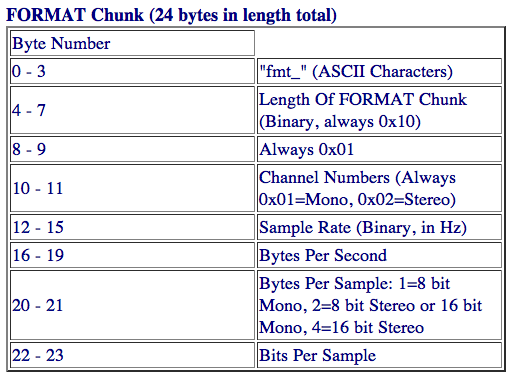 FORMAT Chunk (24 bytes in length total)
Byte Number
0 - 3
"fmt_" (ASCII Characters)
4 - 7
Length Of FORMAT Chunk
(Binary, always 0x10)
8 - 9
Always 0x01
10 - 11
Channel Numbers (Always
0x01=Mono, 0x02=Stereo)
12 - 15
Sample Rate (Binary, in Hz)
16 - 19
Bytes Per Second
20 - 21
Bytes Per Sample: 1=8 bit
Mono, 2=8 bit Stereo or 16 bit
Mono, 4=16 bit Stereo
22 - 23
Bits Per Sample